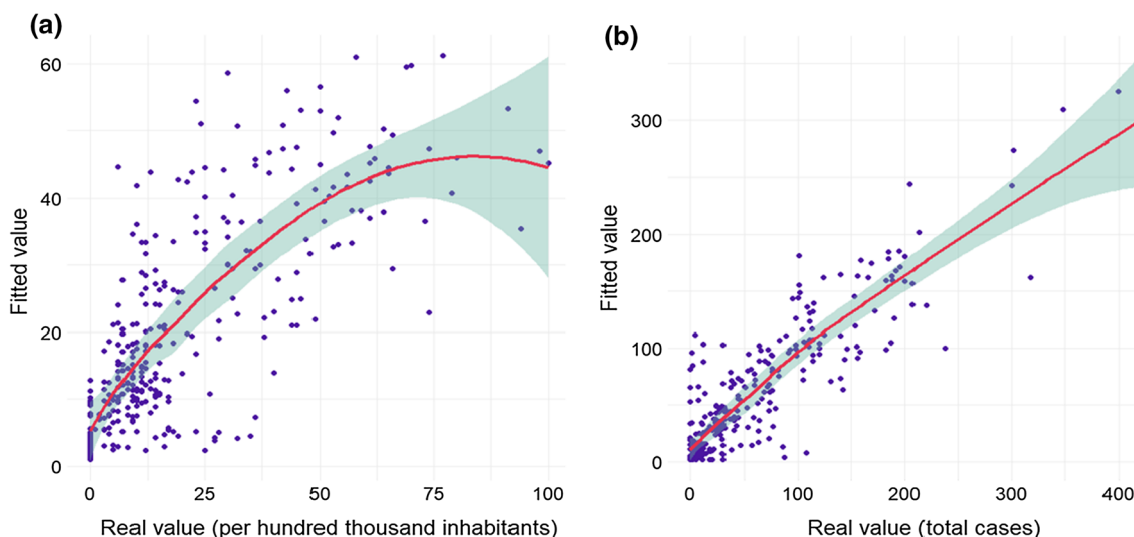 (a)
60
40
20
0
Fitted value
0 25 50 75 100
Real value (per hundred thousand inhabitants)
(b)
300
200
100
0
Fitted value
0 100 200 300 400
Real value (total cases)